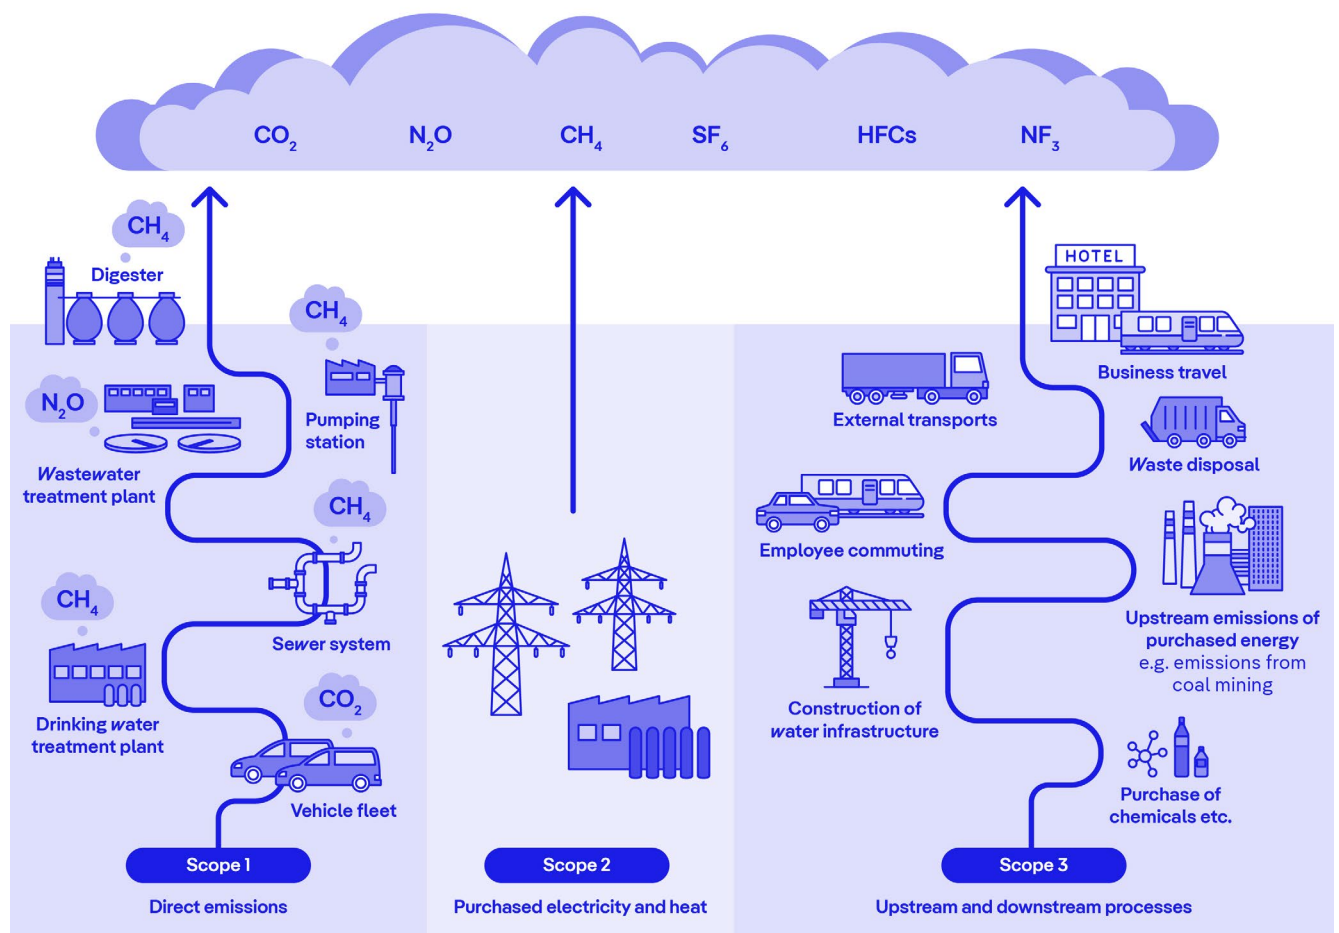 CO₂ N₂O CH₄ SF₆ HFCs NF₃
CH₄
Digester
CH₄
Pumping
station
N₂O
Wastewater
treatment plant
CH₄
Sewer system
CH₄
Drinking water
treatment plant
CO₂
Vehicle fleet
Scope 1
Direct emissions
Scope 2
Purchased electricity and heat
HOTEL
Business travel
External transports
Waste disposal
Employee commuting
Upstream emissions of
purchased energy
e.g. emissions from
coal mining
Construction of
water infrastructure
Purchase of
chemicals etc.
Scope 3
Upstream and downstream processes